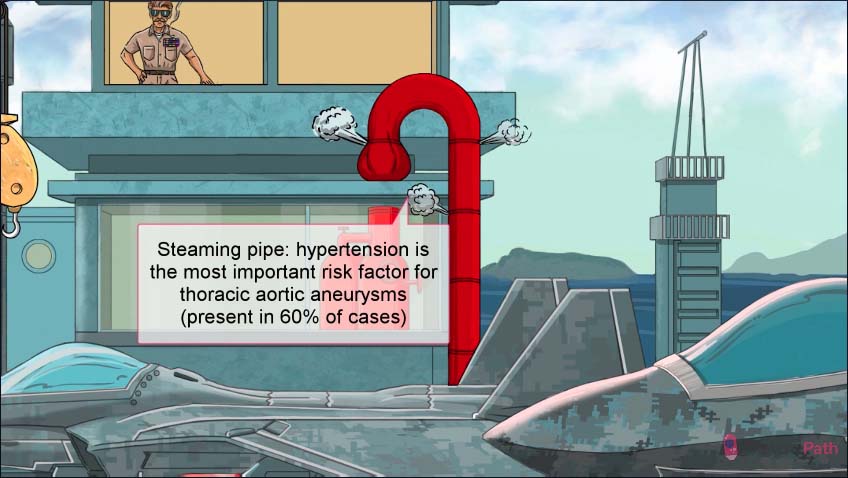 Steaming pipe: hypertension is
the most important risk factor for
thoracic aortic aneurysms
(present in 60% of cases)
Path